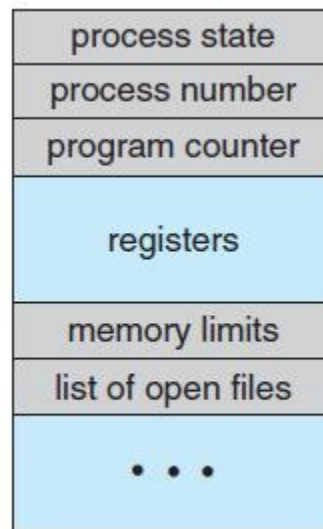 process state
process number
program counter
registers
memory limits
list of open files
• • •